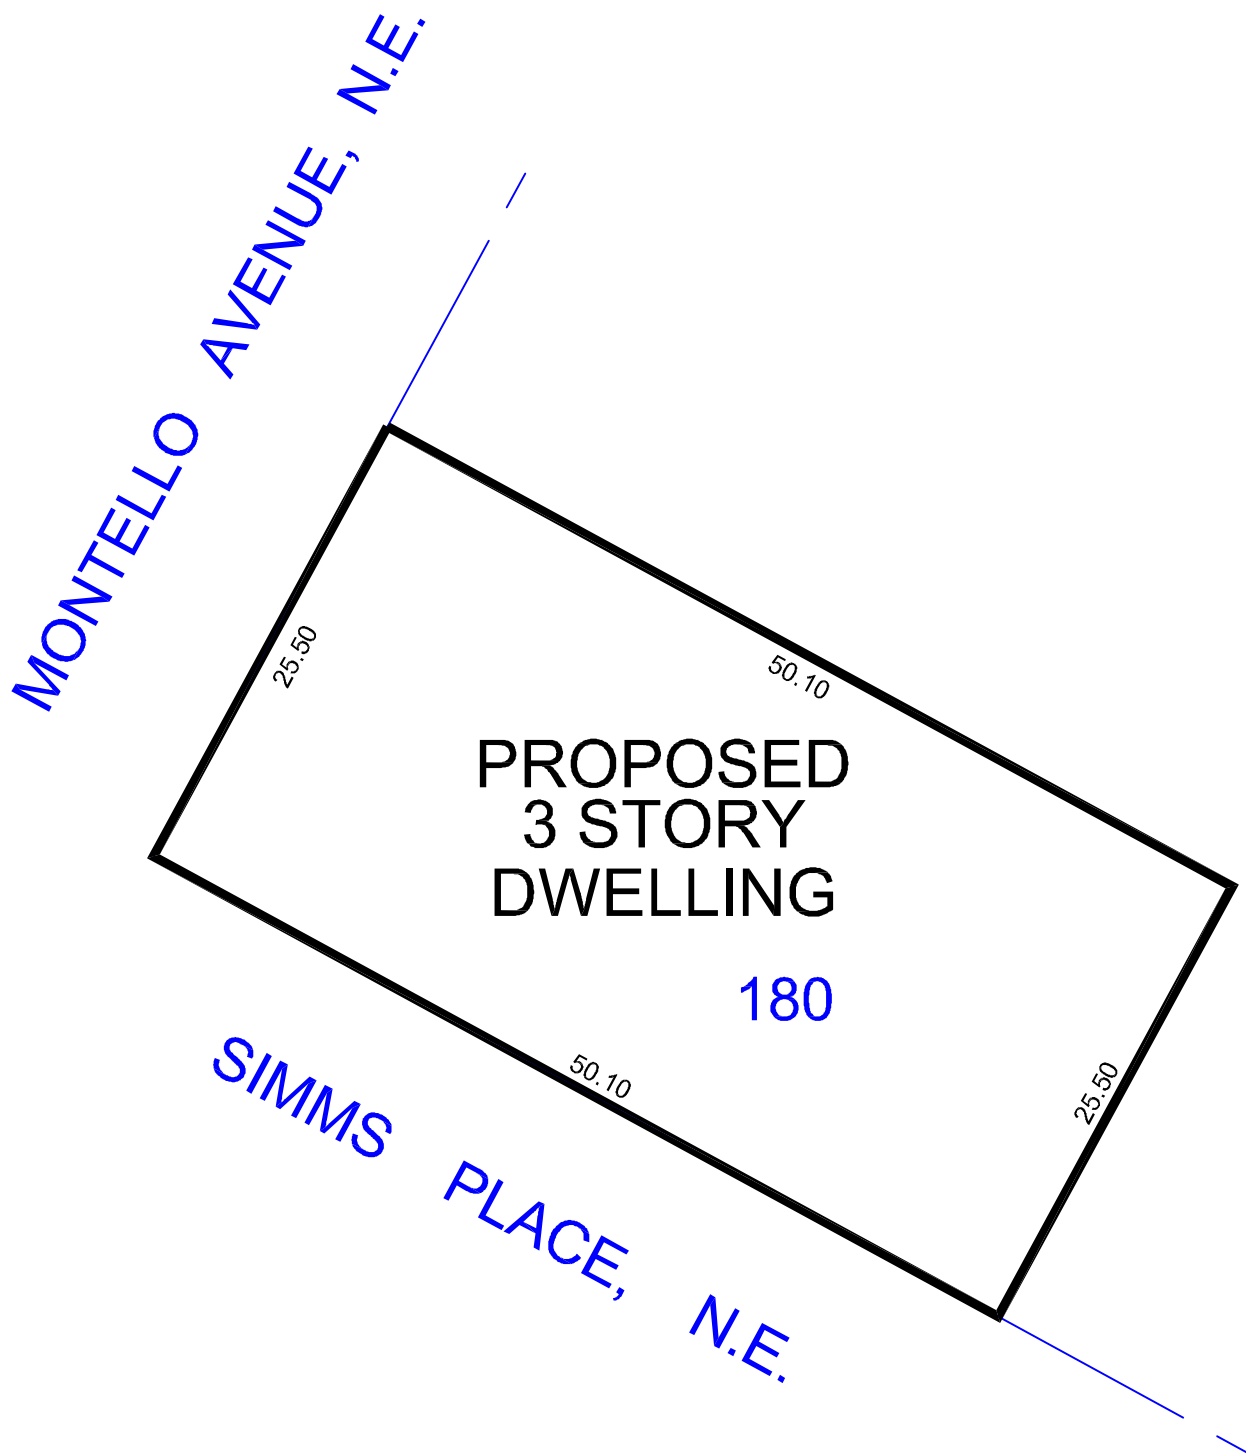 MONTELLO AVENUE, N.E.
25.50
50.10
PROPOSED
3 STORY
DWELLING
180
50.10
25.50
SIMMS PLACE, N.E.